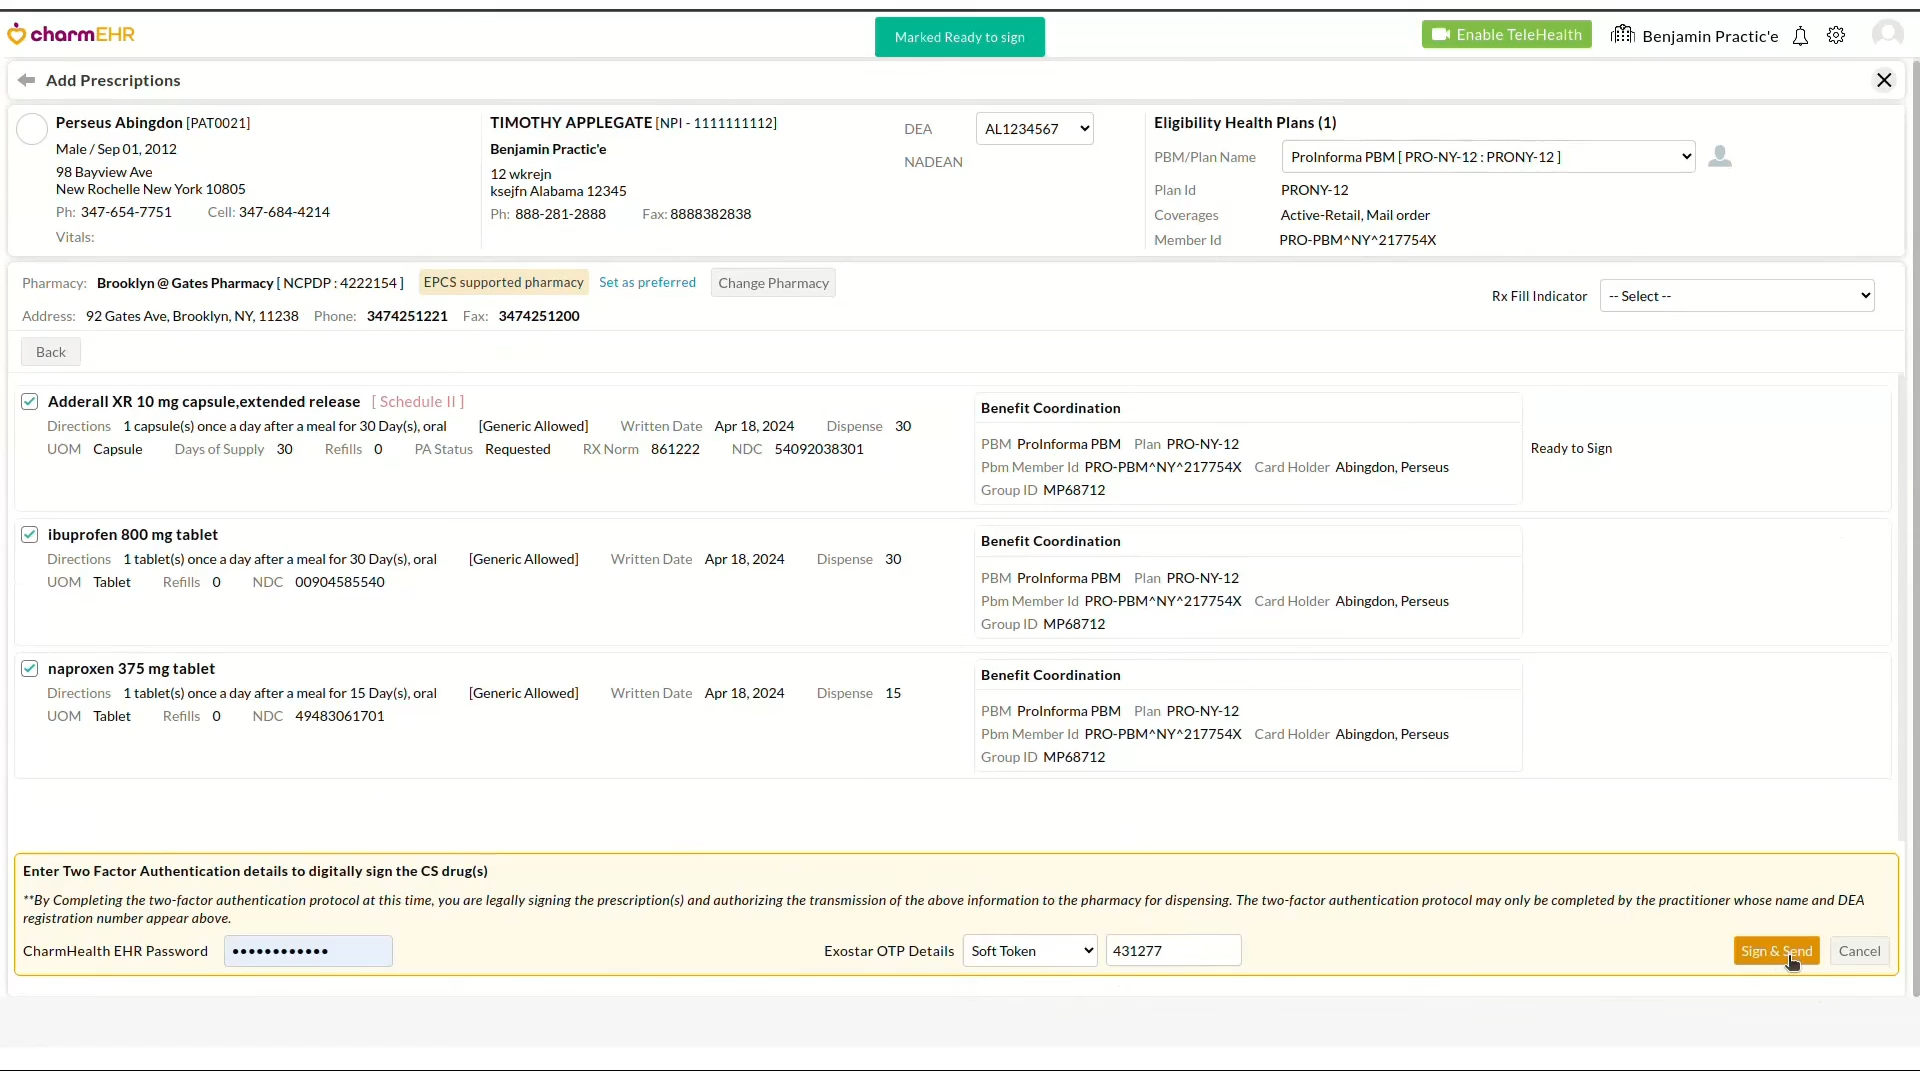 charmEHR
Marked Ready to sign
Enable TeleHealth
Benjamin Practic'e
Add Prescriptions
Perseus Abingdon [PAT0021]
Male / Sep 01, 2012
98 Bayview Ave
New Rochelle New York 10805
Ph: 347-654-7751 Cell: 347-684-4214
Vitals:
TIMOTHY APPLEGATE [NPI - 1111111112]
Benjamin Practic'e
12 wkrejn
ksejfn Alabama 12345
Ph: 888-281-2888 Fax: 8888382838
DEA AL1234567
NADEAN
Eligibility Health Plans (1)
PBM/Plan Name ProInforma PBM [ PRO-NY-12 : PRONY-12 ]
Plan Id PRONY-12
Coverages Active-Retail, Mail order
Member Id PRO-PBM^NY^217754X
Pharmacy: Brooklyn @ Gates Pharmacy [ NCPDP : 4222154 ] EPCS supported pharmacy Set as preferred Change Pharmacy
Rx Fill Indicator -- Select --
Address: 92 Gates Ave, Brooklyn, NY, 11238 Phone: 3474251221 Fax: 3474251200
Back
Adderall XR 10 mg capsule,extended release [ Schedule II ]
Directions 1 capsule(s) once a day after a meal for 30 Day(s), oral [Generic Allowed] Written Date Apr 18, 2024 Dispense 30
UOM Capsule Days of Supply 30 Refills 0 PA Status Requested RX Norm 861222 NDC 54092038301
Benefit Coordination
PBM ProInforma PBM Plan PRO-NY-12
Pbm Member Id PRO-PBM^NY^217754X Card Holder Abingdon, Perseus
Group ID MP68712
Ready to Sign
ibuprofen 800 mg tablet
Directions 1 tablet(s) once a day after a meal for 30 Day(s), oral [Generic Allowed] Written Date Apr 18, 2024 Dispense 30
UOM Tablet Refills 0 NDC 00904585540
Benefit Coordination
PBM ProInforma PBM Plan PRO-NY-12
Pbm Member Id PRO-PBM^NY^217754X Card Holder Abingdon, Perseus
Group ID MP68712
naproxen 375 mg tablet
Directions 1 tablet(s) once a day after a meal for 15 Day(s), oral [Generic Allowed] Written Date Apr 18, 2024 Dispense 15
UOM Tablet Refills 0 NDC 49483061701
Benefit Coordination
PBM ProInforma PBM Plan PRO-NY-12
Pbm Member Id PRO-PBM^NY^217754X Card Holder Abingdon, Perseus
Group ID MP68712
Enter Two Factor Authentication details to digitally sign the CS drug(s)
**By Completing the two-factor authentication protocol at this time, you are legally signing the prescription(s) and authorizing the transmission of the above information to the pharmacy for dispensing. The two-factor authentication protocol may only be completed by the practitioner whose name and DEA
registration number appear above.
CharmHealth EHR Password •••••••••••• Exostar OTP Details Soft Token 431277 Sign & Send Cancel